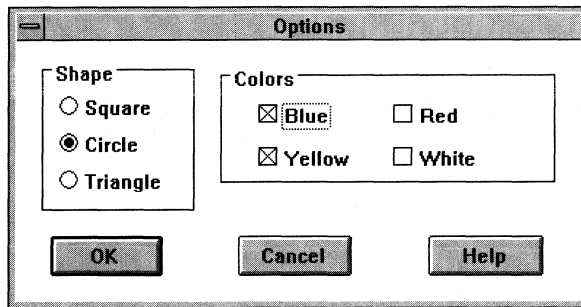 Options
Shape
Square
Circle
Triangle
Colors
Blue
Red
Yellow
White
OK
Cancel
Help